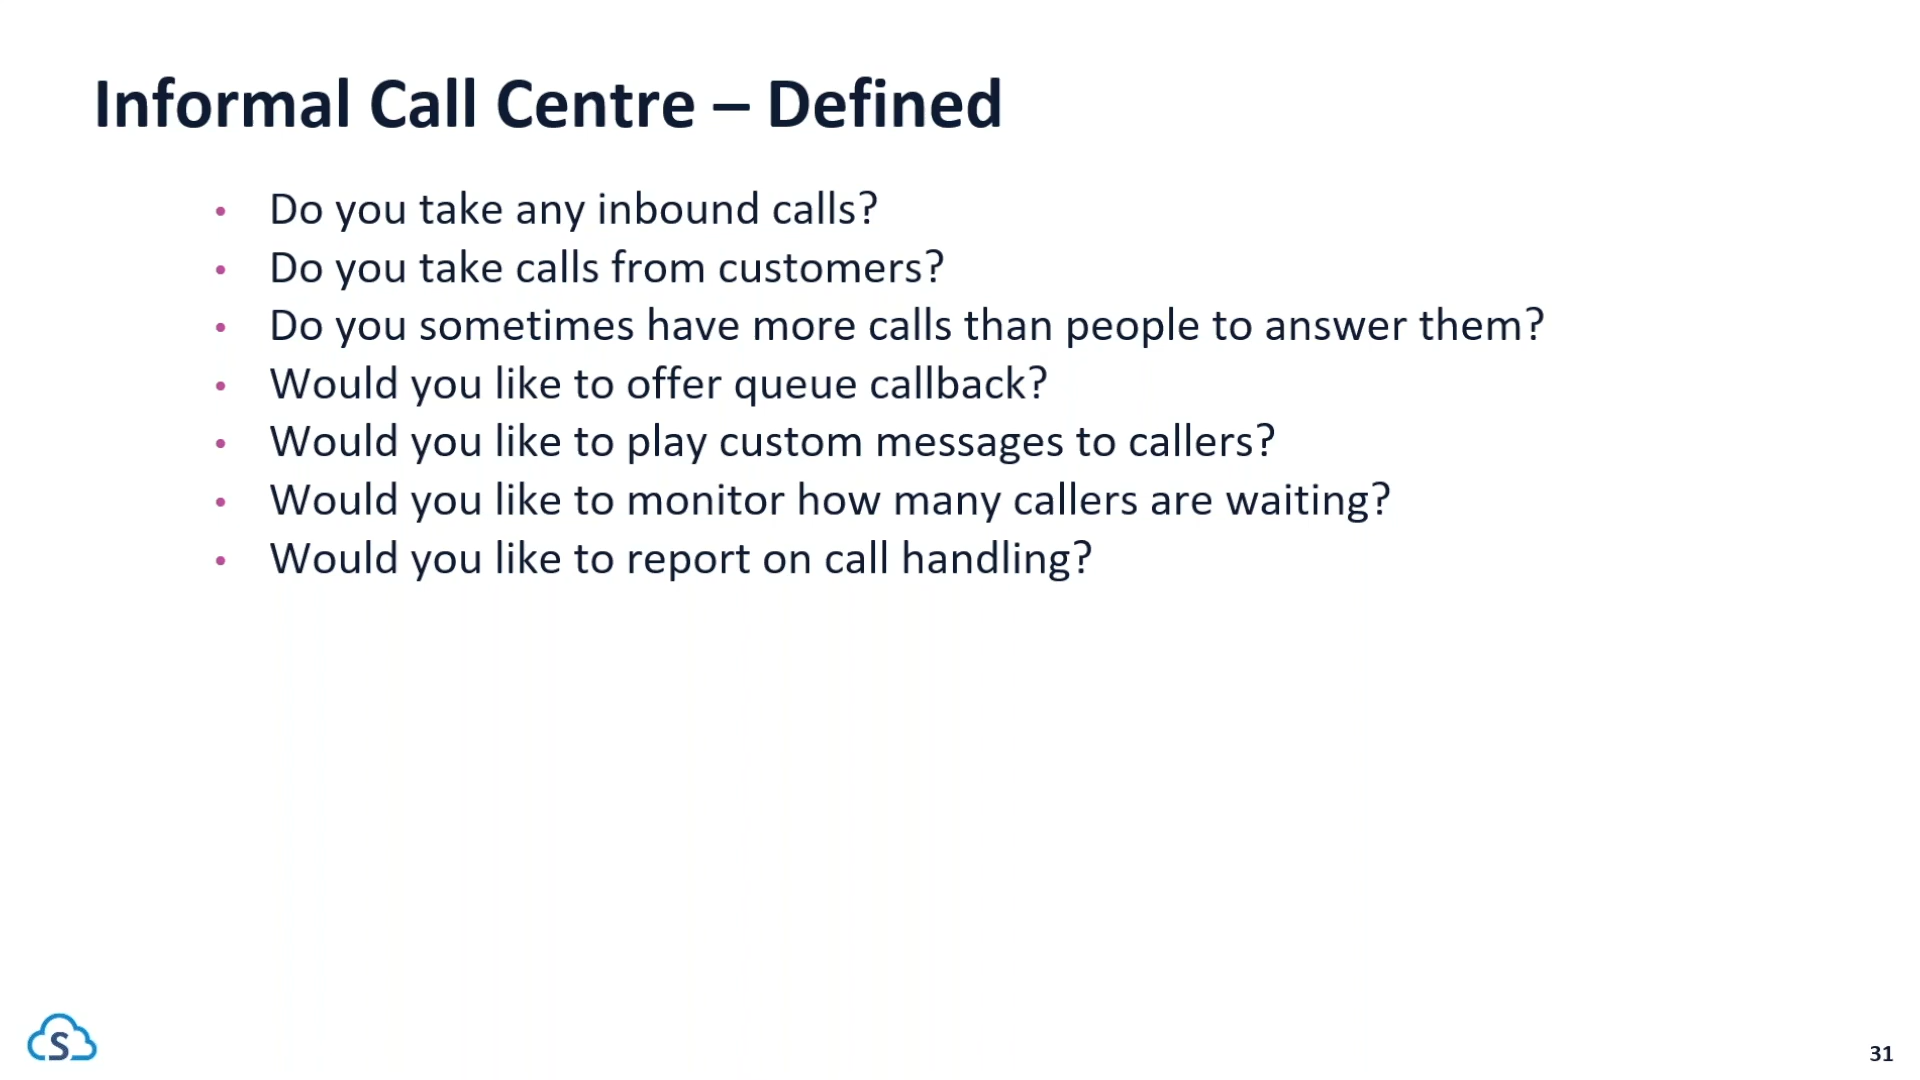 Informal Call Centre – Defined
• Do you take any inbound calls?
• Do you take calls from customers?
• Do you sometimes have more calls than people to answer them?
• Would you like to offer queue callback?
• Would you like to play custom messages to callers?
• Would you like to monitor how many callers are waiting?
• Would you like to report on call handling?
S
31